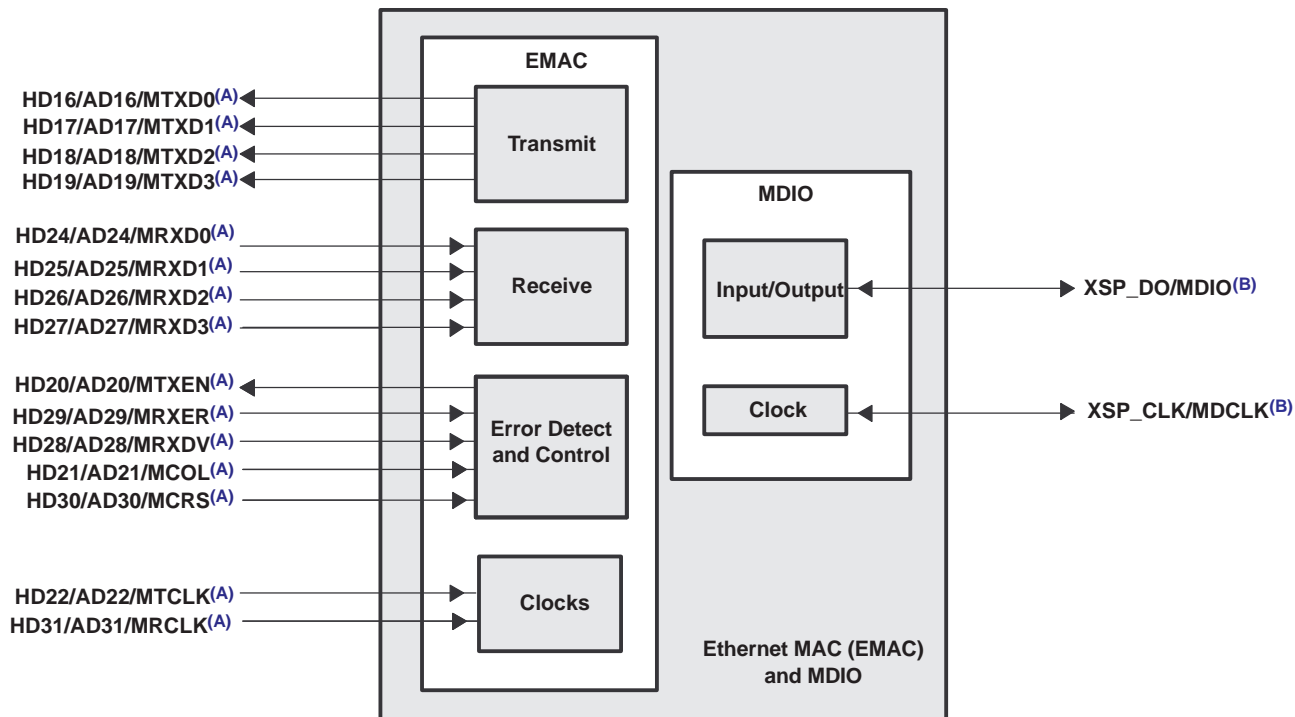 EMAC
HD16/AD16/MTXD0(A)
HD17/AD17/MTXD1(A)
HD18/AD18/MTXD2(A)
HD19/AD19/MTXD3(A)
Transmit
HD24/AD24/MRXD0(A)
HD25/AD25/MRXD1(A)
HD26/AD26/MRXD2(A)
HD27/AD27/MRXD3(A)
Receive
HD20/AD20/MTXEN(A)
HD29/AD29/MRXER(A)
HD28/AD28/MRXDV(A)
HD21/AD21/MCOL(A)
HD30/AD30/MCRS(A)
Error Detect
and Control
HD22/AD22/MTCLK(A)
HD31/AD31/MRCLK(A)
Clocks
MDIO
Input/Output
XSP_DO/MDIO(B)
Clock
XSP_CLK/MDCLK(B)
Ethernet MAC (EMAC)
and MDIO